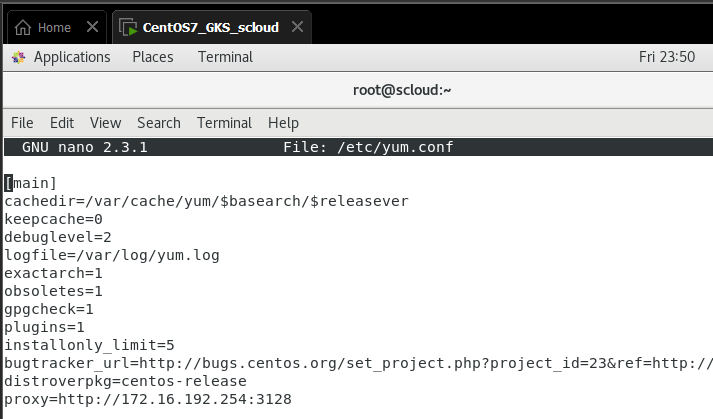 Home
CentOS7_GKS_scloud
Applications Places Terminal Fri 23:50
root@scloud:~
File Edit View Search Terminal Help
GNU nano 2.3.1 File: /etc/yum.conf
[main]
cachedir=/var/cache/yum/$basearch/$releasever
keepcache=0
debuglevel=2
logfile=/var/log/yum.log
exactarch=1
obsoletes=1
gpgcheck=1
plugins=1
installonly_limit=5
bugtracker_url=http://bugs.centos.org/set_project.php?project_id=23&ref=http://
distroverpkg=centos-release
proxy=http://172.16.192.254:3128